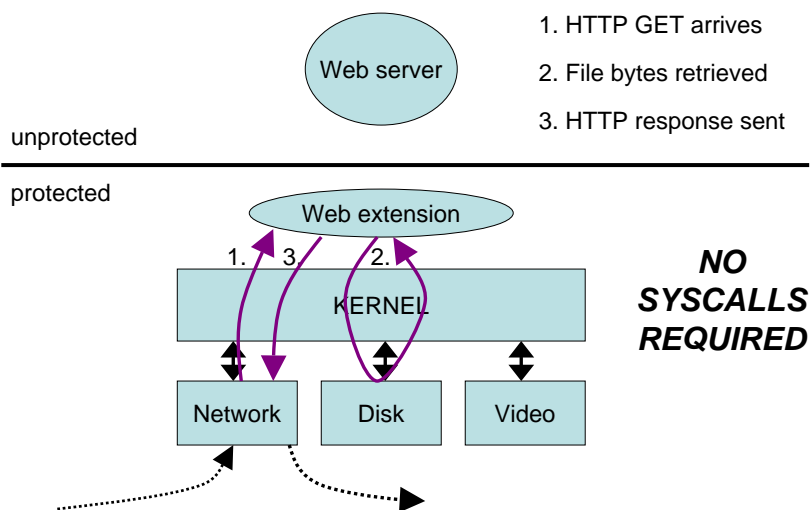 1. HTTP GET arrives
Web server
2. File bytes retrieved
3. HTTP response sent
unprotected
protected
Web extension
1.
3.
2.
NO
SYSCALLS
REQUIRED
KERNEL
Network
Disk
Video